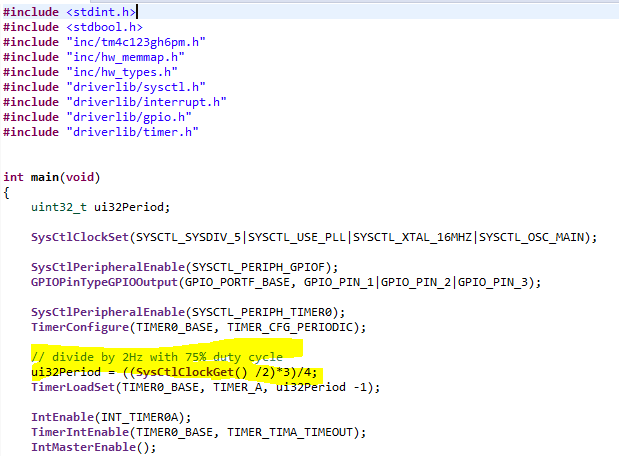 #include <stdint.h>
#include <stdbool.h>
#include "inc/tm4c123gh6pm.h"
#include "inc/hw_memmap.h"
#include "inc/hw_types.h"
#include "driverlib/sysctl.h"
#include "driverlib/interrupt.h"
#include "driverlib/gpio.h"
#include "driverlib/timer.h"
int main(void)
{
uint32_t ui32Period;
SysCtlClockSet(SYSCTL_SYSDIV_5|SYSCTL_USE_PLL|SYSCTL_XTAL_16MHZ|SYSCTL_OSC_MAIN);
SysCtlPeripheralEnable(SYSCTL_PERIPH_GPIOF);
GPIOPinTypeGPIOOutput(GPIO_PORTF_BASE, GPIO_PIN_1|GPIO_PIN_2|GPIO_PIN_3);
SysCtlPeripheralEnable(SYSCTL_PERIPH_TIMER0);
TimerConfigure(TIMER0_BASE, TIMER_CFG_PERIODIC);
// divide by 2Hz with 75% duty cycle
ui32Period = ((SysCtlClockGet() /2)*3)/4;
TimerLoadSet(TIMER0_BASE, TIMER_A, ui32Period -1);
IntEnable(INT_TIMER0A);
TimerIntEnable(TIMER0_BASE, TIMER_TIMA_TIMEOUT);
IntMasterEnable();